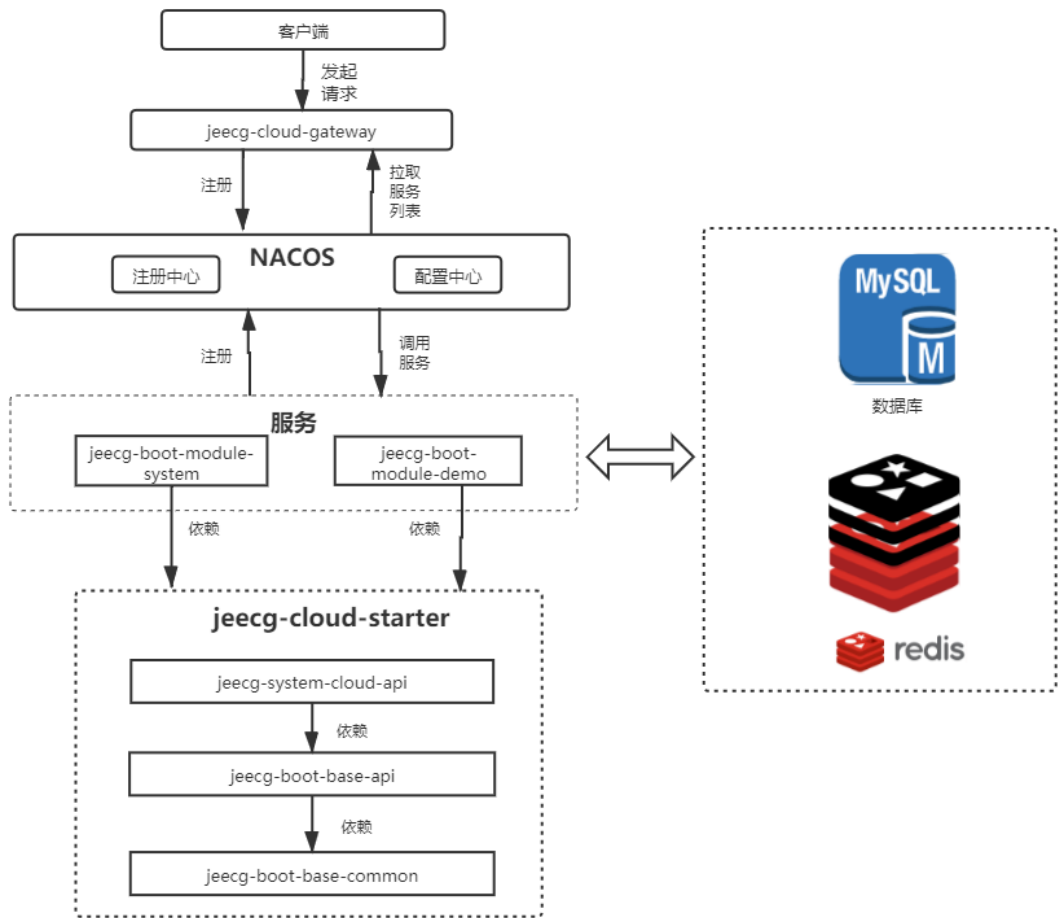 客户端
发起
请求
jeecg-cloud-gateway
注册
拉取
服务
列表
NACOS
注册中心
配置中心
注册
调用
服务
服务
jeecg-boot-module-
system
jeecg-boot-
module-demo
依赖
依赖
jeecg-cloud-starter
jeecg-system-cloud-api
依赖
jeecg-boot-base-api
依赖
jeecg-boot-base-common
MySQL
M
数据库
redis